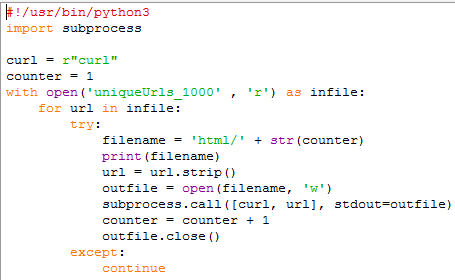 #!/usr/bin/python3
import subprocess

curl = r"curl"
counter = 1
with open('uniqueUrls_1000' , 'r') as infile:
    for url in infile:
        try:
            filename = 'html/' + str(counter)
            print(filename)
            url = url.strip()
            outfile = open(filename, 'w')
            subprocess.call([curl, url], stdout=outfile)
            counter = counter + 1
            outfile.close()
        except:
            continue